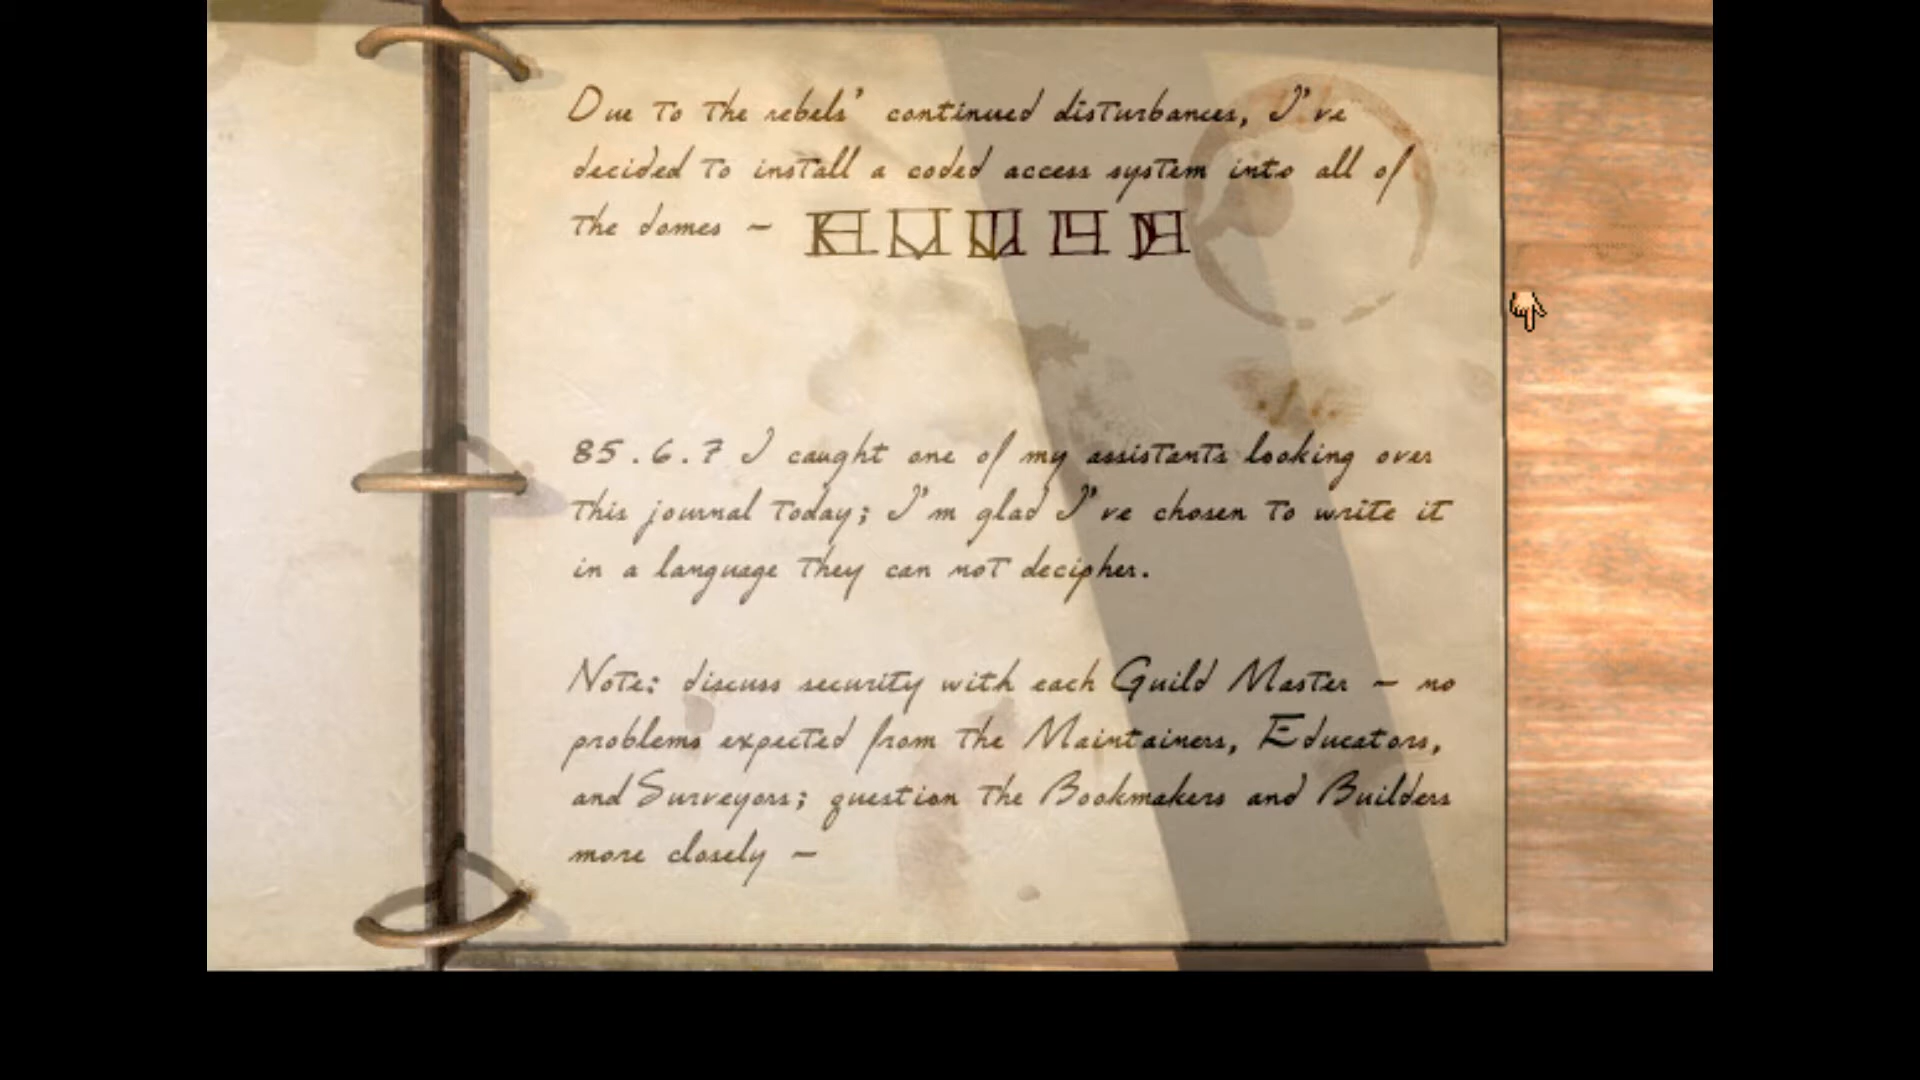 Due to the rebels' continued disturbances, I've
decided to install a coded access system into all of
the domes –
85.6.7 I caught one of my assistants looking over
this journal today; I'm glad I've chosen to write it
in a language they can not decipher.
Note: discuss security with each Guild Master – no
problems expected from the Maintainers, Educators,
and Surveyors; question the Bookmakers and Builders
more closely –